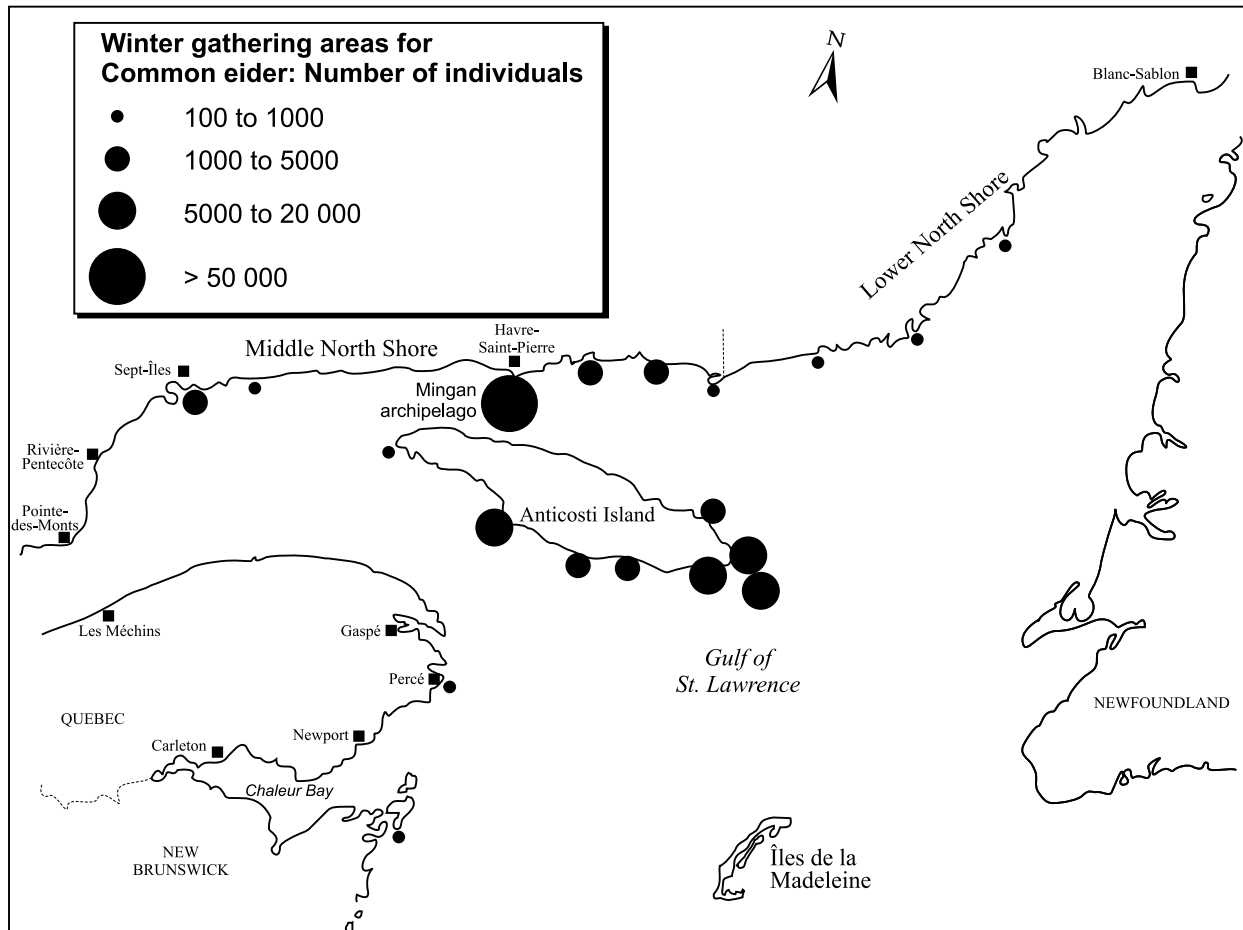 Winter gathering areas for
Common eider: Number of individuals
100 to 1000
1000 to 5000
5000 to 20 000
> 50 000
N
Blanc-Sablon
Lower North Shore
Havre-
Saint-Pierre
Middle North Shore
Sept-Îles
Mingan
archipelago
Rivière-
Pentecôte
Pointe-
des-Monts
Anticosti Island
Les Méchins
Gaspé
Gulf of
St. Lawrence
Percé
QUEBEC
NEWFOUNDLAND
Newport
Carleton
Chaleur Bay
NEW
BRUNSWICK
Îles de la
Madeleine